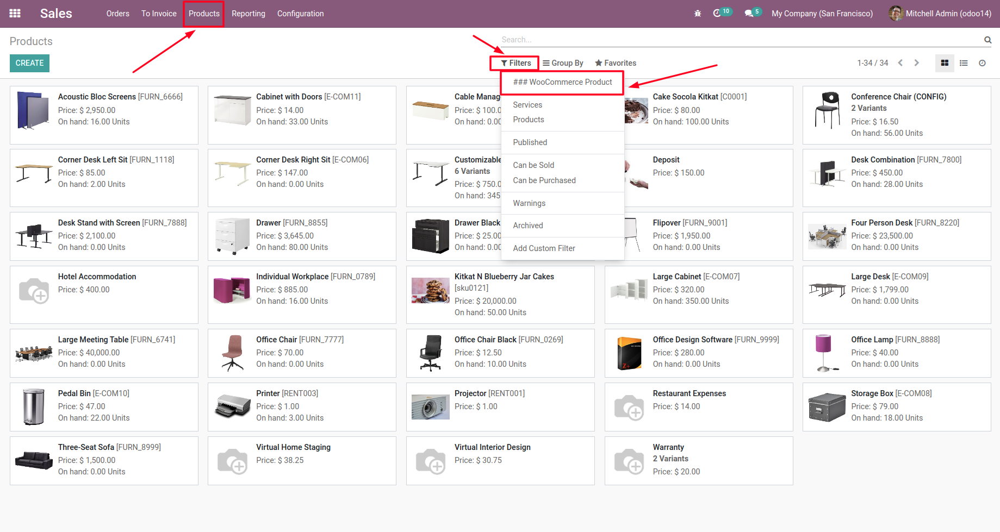 Sales
Orders
To Invoice
Products
Reporting
Configuration
10
5
My Company (San Francisco)
Mitchell Admin (odoo14)
Products
Search...
CREATE
Filters
Group By
Favorites
1-34 / 34
### WooCommerce Product
Services
Products
Published
Can be Sold
Can be Purchased
Warnings
Archived
Add Custom Filter
Acoustic Bloc Screens [FURN_6666]
Price: $ 2,950.00
On hand: 16.00 Units
Cabinet with Doors [E-COM11]
Price: $ 14.00
On hand: 33.00 Units
Cable Manag
Price: $ 100.0
On hand: 0.00
Cake Socola Kitkat [C0001]
Price: $ 80.00
On hand: 100.00 Units
Conference Chair (CONFIG)
2 Variants
Price: $ 16.50
On hand: 56.00 Units
Corner Desk Left Sit [FURN_1118]
Price: $ 85.00
On hand: 2.00 Units
Corner Desk Right Sit [E-COM06]
Price: $ 147.00
On hand: 0.00 Units
Customizable
6 Variants
Price: $ 750.0
On hand: 345
Deposit
Price: $ 150.00
Desk Combination [FURN_7800]
Price: $ 450.00
On hand: 28.00 Units
Desk Stand with Screen [FURN_7888]
Price: $ 2,100.00
On hand: 0.00 Units
Drawer [FURN_8855]
Price: $ 3,645.00
On hand: 80.00 Units
Drawer Black
Price: $ 25.00
On hand: 0.00
Flipover [FURN_9001]
Price: $ 1,950.00
On hand: 0.00 Units
Four Person Desk [FURN_8220]
Price: $ 23,500.00
On hand: 0.00 Units
Hotel Accommodation
Price: $ 400.00
Individual Workplace [FURN_0789]
Price: $ 885.00
On hand: 16.00 Units
Kitkat N Blueberry Jar Cakes
[sku0121]
Price: $ 20,000.00
On hand: 50.00 Units
Large Cabinet [E-COM07]
Price: $ 320.00
On hand: 350.00 Units
Large Desk [E-COM09]
Price: $ 1,799.00
On hand: 0.00 Units
Large Meeting Table [FURN_6741]
Price: $ 40,000.00
On hand: 0.00 Units
Office Chair [FURN_7777]
Price: $ 70.00
On hand: 0.00 Units
Office Chair Black [FURN_0269]
Price: $ 12.50
On hand: 10.00 Units
Z+
Office Design Software [FURN_9999]
Price: $ 280.00
On hand: 0.00 Units
Office Lamp [FURN_8888]
Price: $ 40.00
On hand: 0.00 Units
Pedal Bin [E-COM10]
Price: $ 47.00
On hand: 22.00 Units
Printer [RENT003]
Price: $ 1.00
On hand: 3.00 Units
Projector [RENT001]
Price: $ 1.00
Restaurant Expenses
Price: $ 14.00
Storage Box [E-COM08]
Price: $ 79.00
On hand: 18.00 Units
Three-Seat Sofa [FURN_8999]
Price: $ 1,500.00
On hand: 0.00 Units
Virtual Home Staging
Price: $ 38.25
Virtual Interior Design
Price: $ 30.75
Warranty
2 Variants
Price: $ 20.00